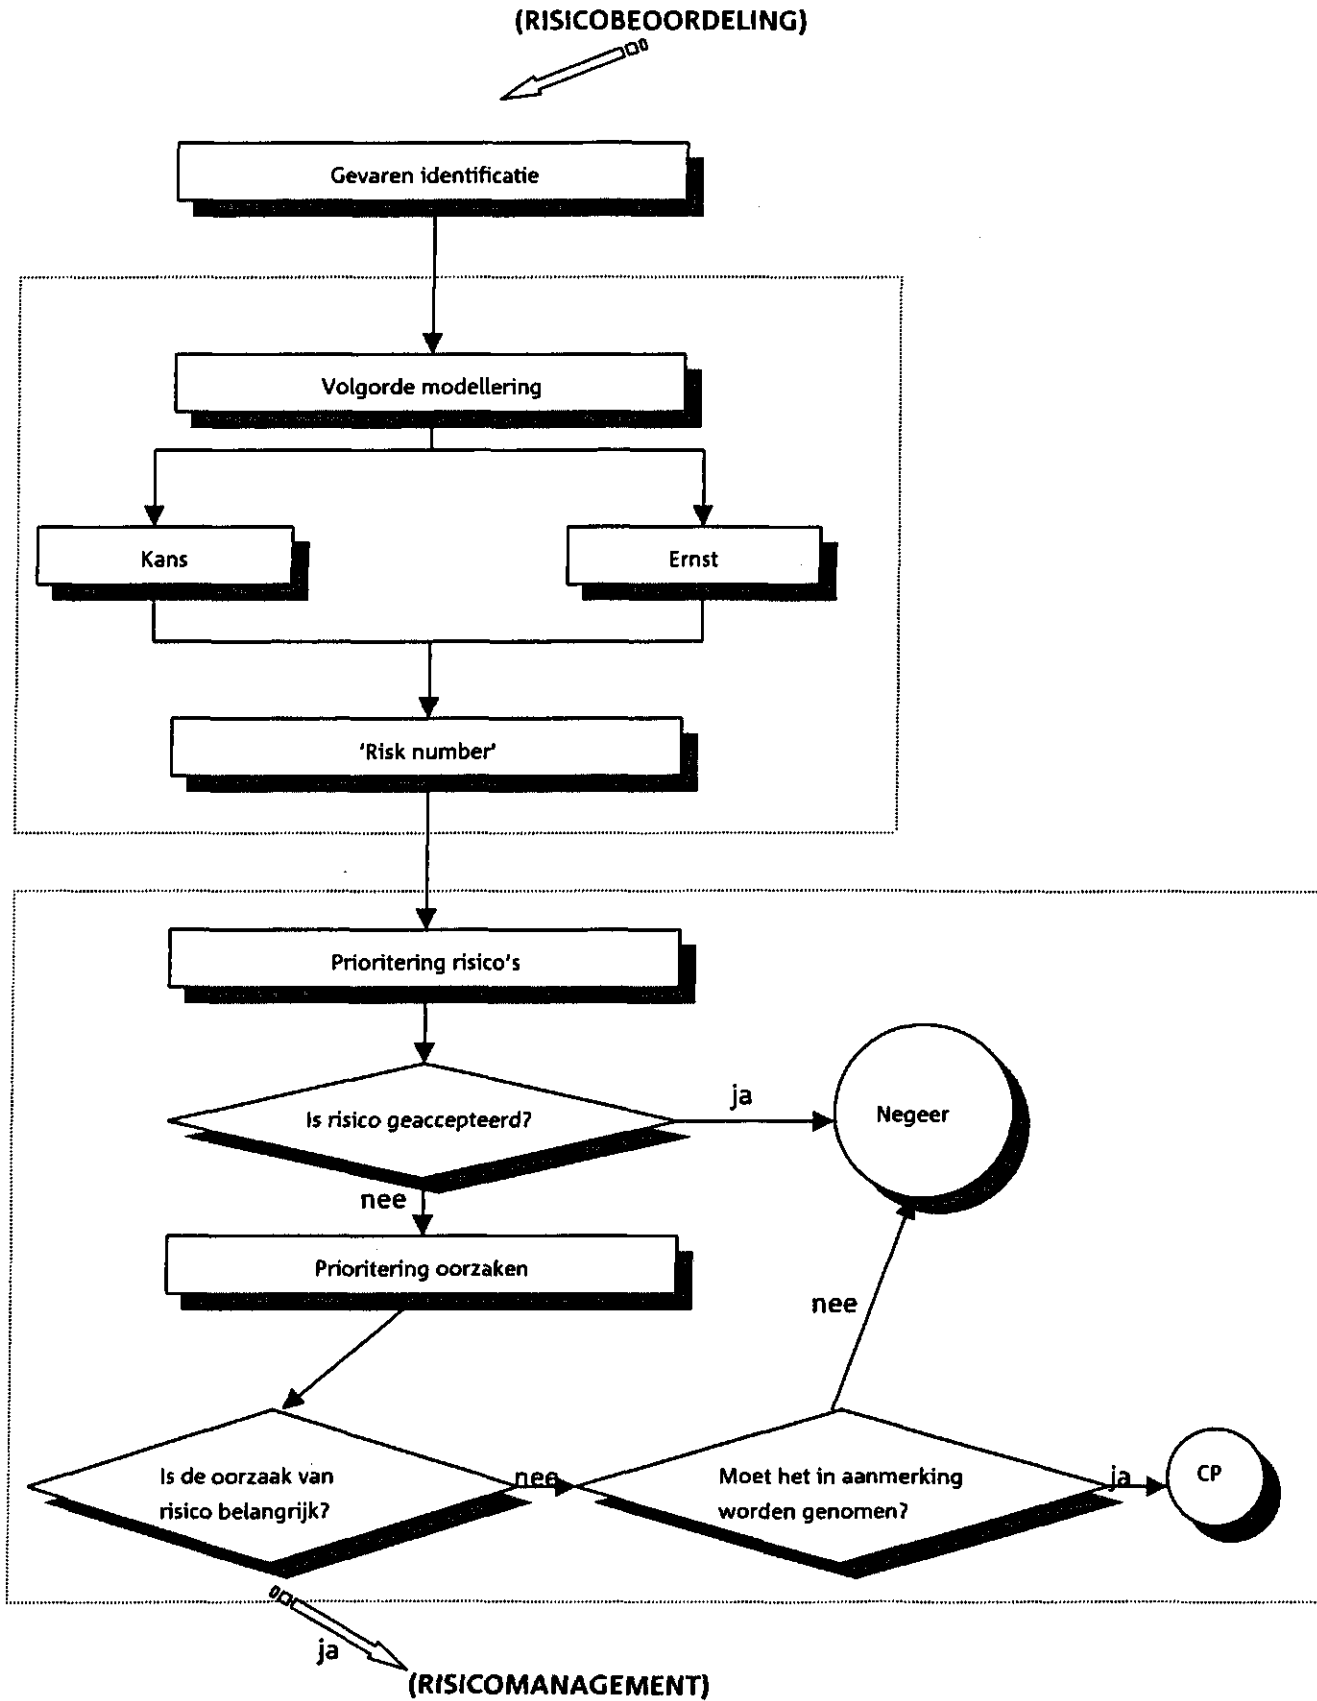 (RISICOBEOORDELING)
Gevaren identificatie
Volgorde modellering
Kans
Ernst
‘Risk number’
Prioritering risico's
Is risico geaccepteerd?
ja
Negeer
nee
Prioritering oorzaken
nee
Is de oorzaak van
risico belangrijk?
nee
Moet het in aanmerking
worden genomen?
ja
CP
ja
(RISICOMANAGEMENT)